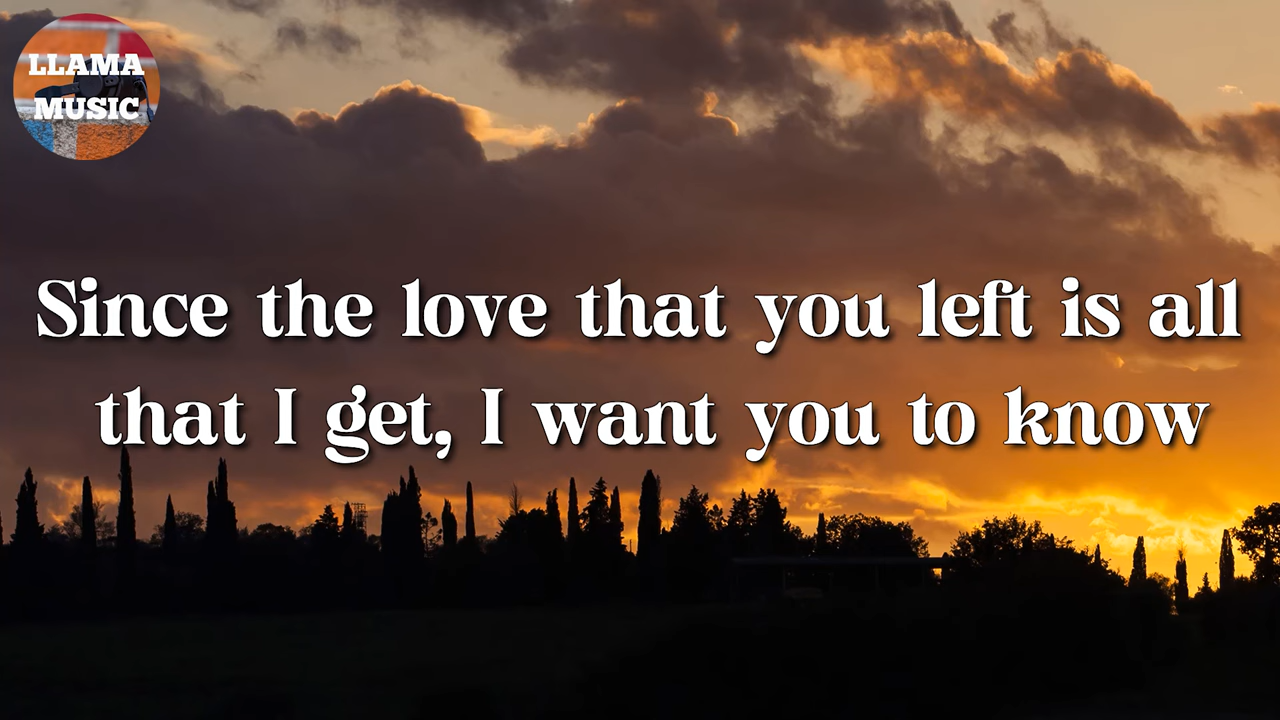 LLAMA
MUSIC
Since the love that you left is all
that I get, I want you to know